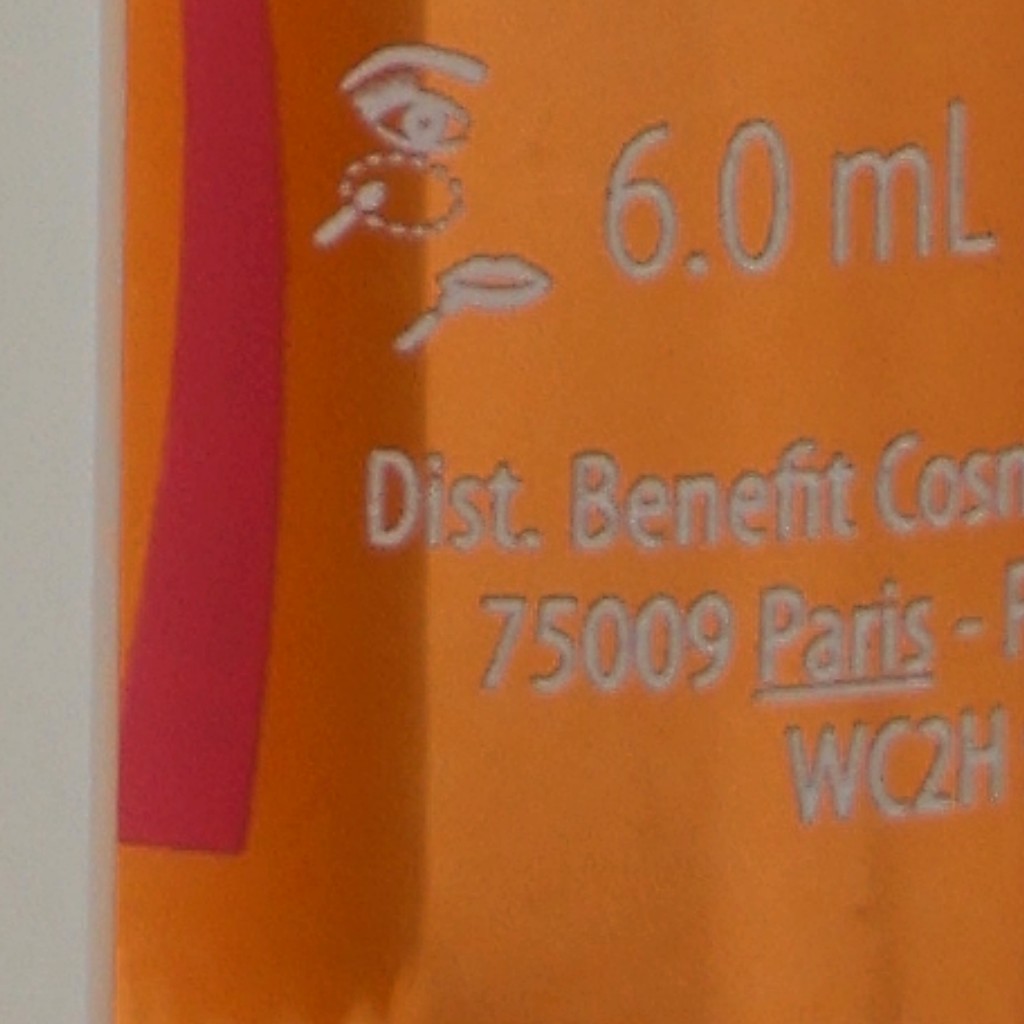 6.0 mL
Dist. Benefit
75009 Paris -
WC2H